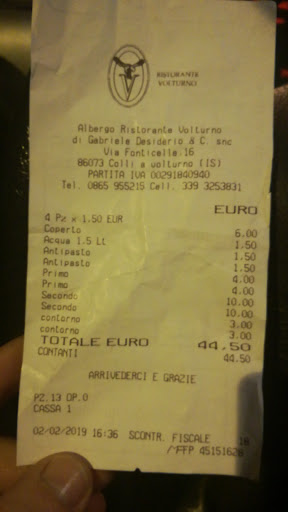 RISTORANTE
VOLTURNO
Albergo Ristorante Volturno
di Gabriele Desiderio & C. snc
Via Fonticelle,16
86073 Colli a volturno (IS)
PARTITA IVA 00291840940
Tel. 0865 955215 Cell. 339 3253831
EURO
4 Pz x 1.50 EUR
Coperto 6.00
Acqua 1.5 Lt 1.50
Antipasto 1.50
Antipasto 1.50
Primo 4.00
Primo 4.00
Secondo 10.00
Secondo 10.00
contorno 3.00
contorno 3.00
TOTALE EURO 44.50
CONTANTI 44.50
ARRIVEDERCI E GRAZIE
PZ.13 OP.0
CASSA 1
02/02/2019 16:36 SCONTR. FISCALE 18
FFP 45151628